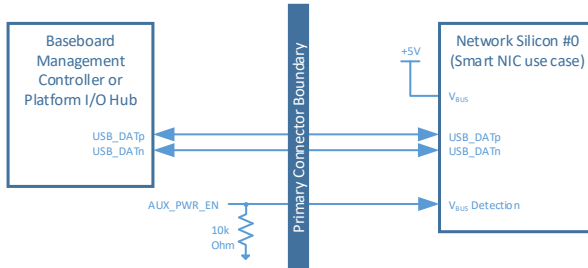 Baseboard
Management
Controller or
Platform I/O Hub
USB_DATp
USB_DATn
AUX_PWR_EN
10k
Ohm
Primary Connector Boundary
+5V
Network Silicon #0
(Smart NIC use case)
VBUS
USB_DATp
USB_DATn
VBUS Detection